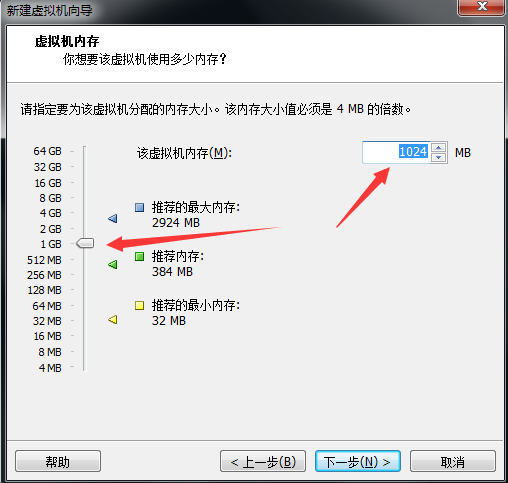 新建虚拟机向导
虚拟机内存
你想要该虚拟机使用多少内存?
请指定要为该虚拟机分配的内存大小。该内存大小值必须是 4 MB 的倍数。
64 GB
32 GB
16 GB
8 GB
4 GB
2 GB
1 GB
512 MB
256 MB
128 MB
64 MB
32 MB
16 MB
8 MB
4 MB
该虚拟机内存(M):
1024 MB
推荐的最大内存:
2924 MB
推荐内存:
384 MB
推荐的最小内存:
32 MB
帮助
< 上一步(B)
下一步(N) >
取消